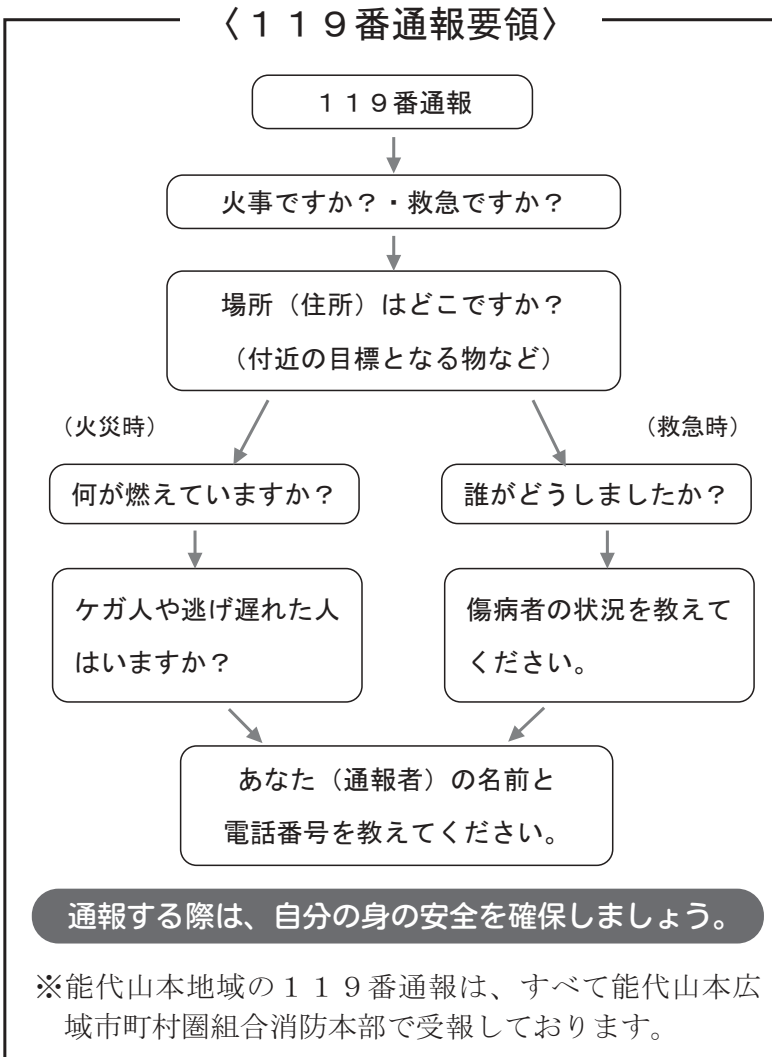 〈１１９番通報要領〉
１１９番通報
火事ですか？・救急ですか？
場所（住所）はどこですか？
（付近の目標となる物など）
（火災時）
（救急時）
何が燃えていますか？
誰がどうしましたか？
ケガ人や逃げ遅れた人
はいますか？
傷病者の状況を教えて
ください。
あなた（通報者）の名前と
電話番号を教えてください。
通報する際は、自分の身の安全を確保しましょう。
※能代山本地域の１１９番通報は、すべて能代山本広
域市町村圏組合消防本部で受報しております。